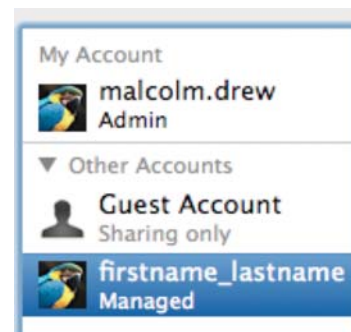 My Account
malcolm.drew
Admin
Other Accounts
Guest Account
Sharing only
firstname_lastname
Managed